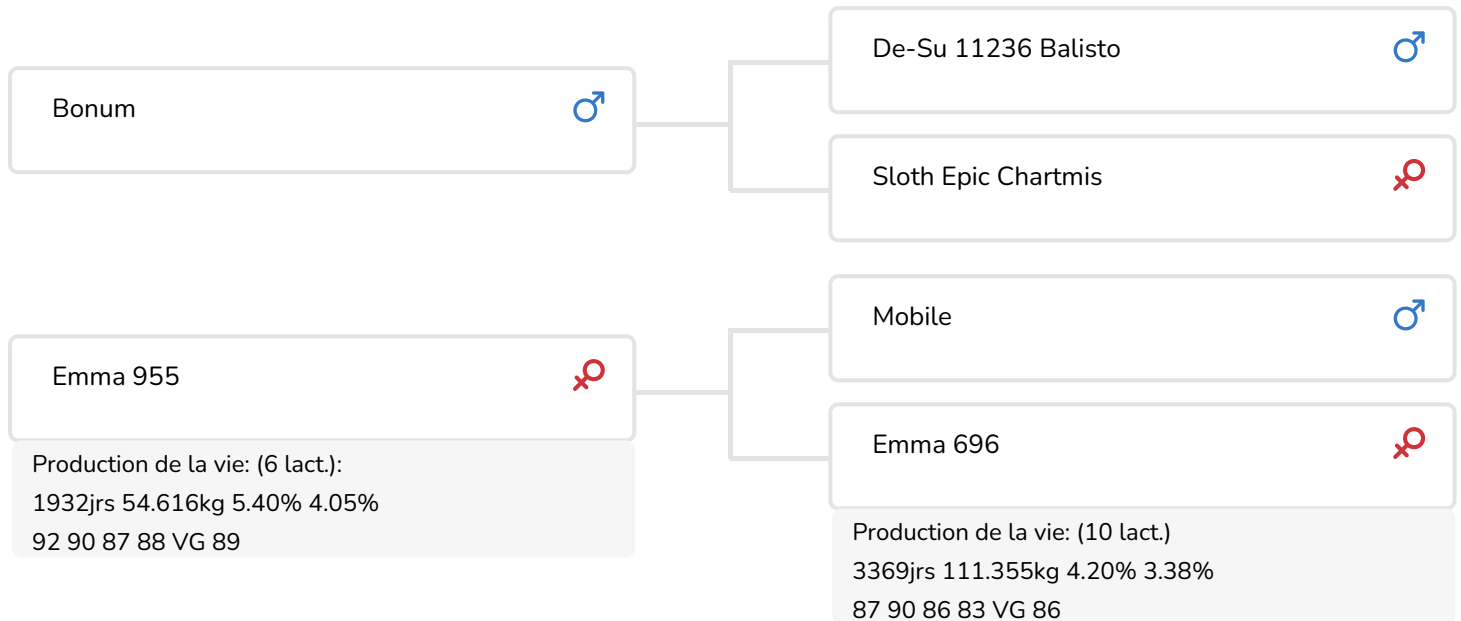 Bonum
De-Su 11236 Balisto
Sloth Epic Chartmis
Emma 955
Production de la vie: (6 lact.):
1932jrs 54.616kg 5.40% 4.05%
92 90 87 88 VG 89
Mobile
Emma 696
Production de la vie: (10 lact.)
3369jrs 111.355kg 4.20% 3.38%
87 90 86 83 VG 86